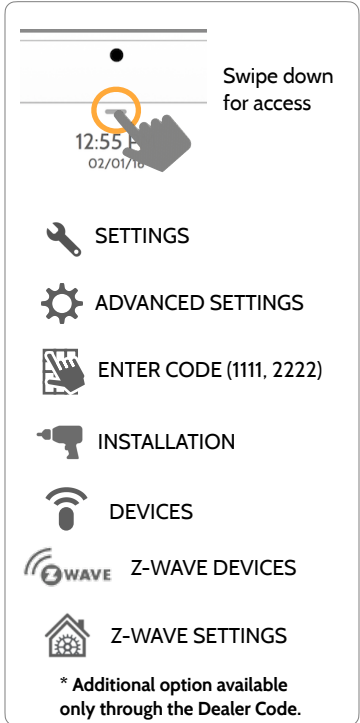 Swipe down
for access
12:55
02/01/
SETTINGS
ADVANCED SETTINGS
ENTER CODE (1111, 2222)
INSTALLATION
DEVICES
Z WAVE Z-WAVE DEVICES
Z-WAVE SETTINGS
* Additional option available
only through the Dealer Code.